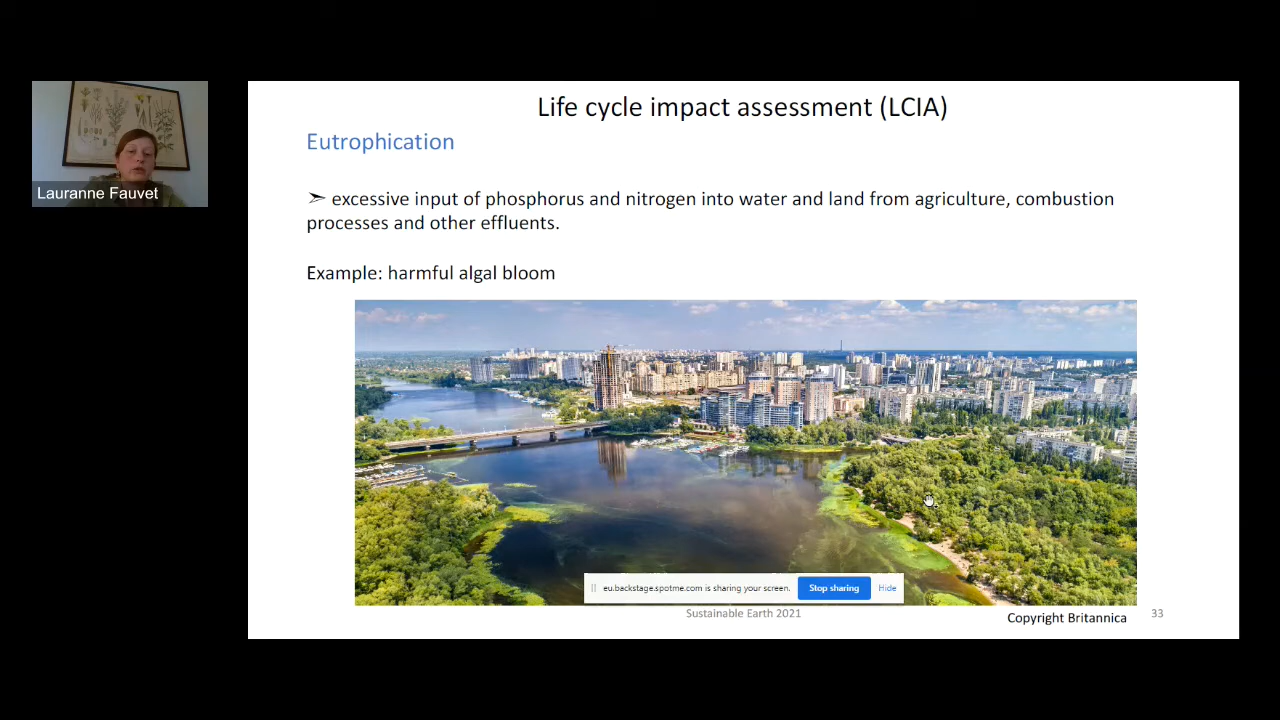 Lauranne Fauvet
Life cycle impact assessment (LCIA)
Eutrophication
➢ excessive input of phosphorus and nitrogen into water and land from agriculture, combustion
processes and other effluents.
Example: harmful algal bloom
eu.backstage.spotme.com is sharing your screen. Stop sharing Hide
Sustainable Earth 2021
Copyright Britannica
33